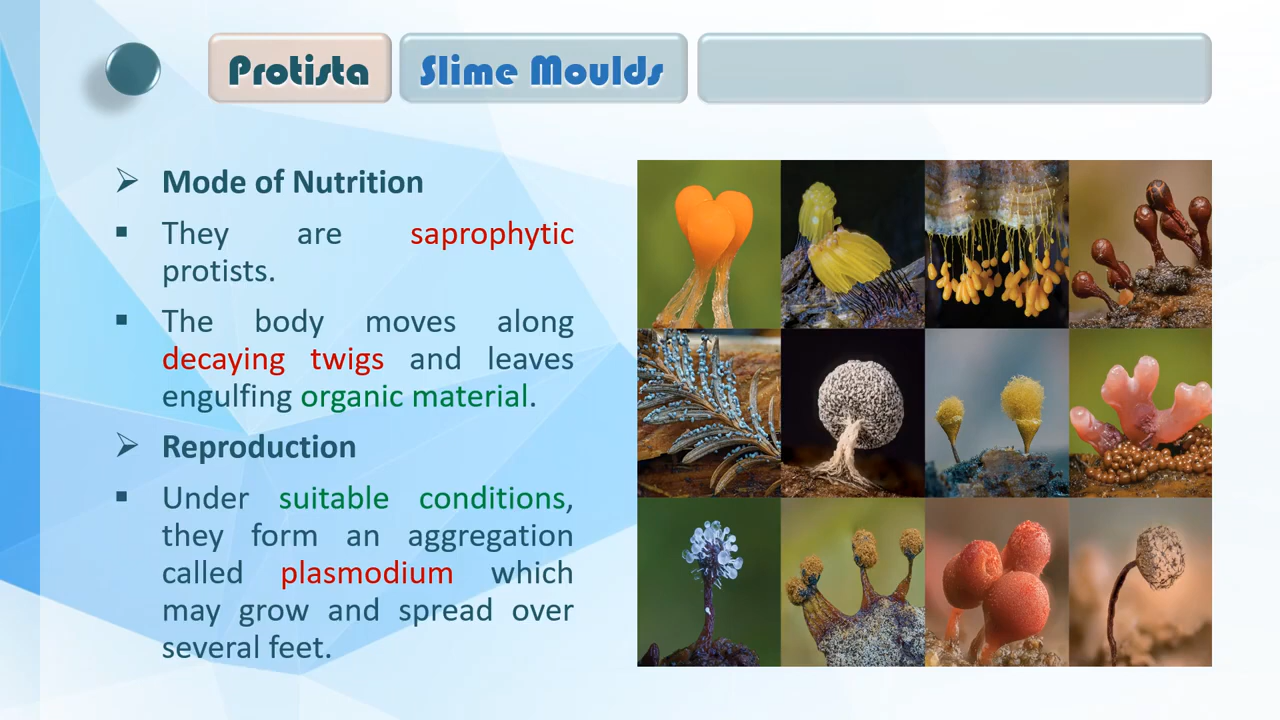 Protista Slime Moulds
Mode of Nutrition
They are saprophytic
protists.
The body moves along
decaying twigs and leaves
engulfing organic material.
Reproduction
Under suitable conditions,
they form an aggregation
called plasmodium which
may grow and spread over
several feet.